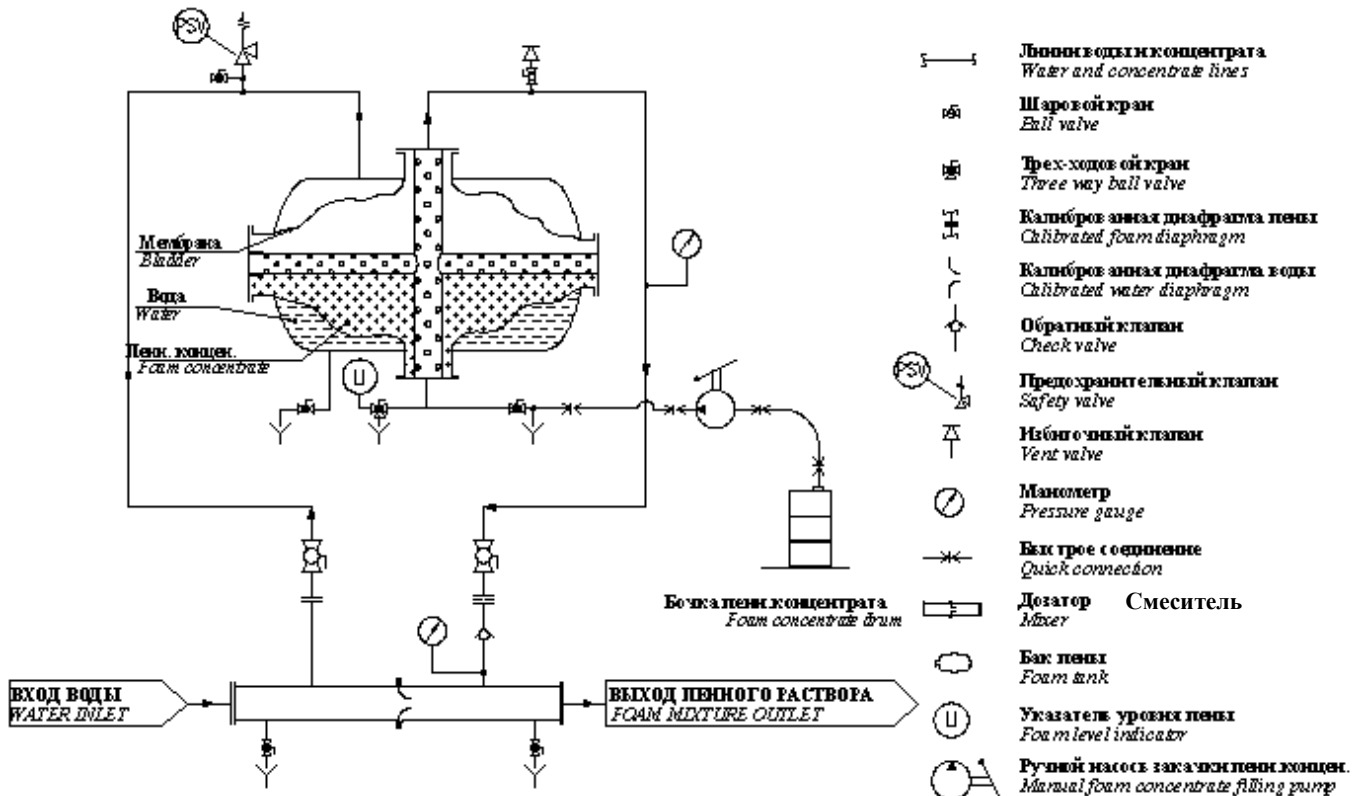 PSV
Мембрана
Bladder
Вода
Water
Пенн. концен.
Foam concentrate
U
Бочка пенн.концентрата
Foam concentrate drum
ВХОД ВОДЫ
WATER INLET
ВЫХОД ПЕННОГО РАСТВОРА
FOAM MIXTURE OUTLET
Линии воды и концентрата
Water and concentrate lines
Шаровой кран
Ball valve
Трех-ходовой кран
Three way ball valve
Калиброванная диафрагма пены
Calibrated foam diaphragm
Калиброванная диафрагма воды
Calibrated water diaphragm
Обратный клапан
Check valve
PSV
Предохранительный клапан
Safety valve
Избиточный клапан
Vent valve
Манометр
Pressure gauge
Быстрое соединение
Quick connection
Дозатор Смеситель
Mixer
Бак пены
Foam tank
U
Указатель уровня пены
Foam level indicator
Ручной насось закачки пенн.концен.
Manual foam concentrate filling pump